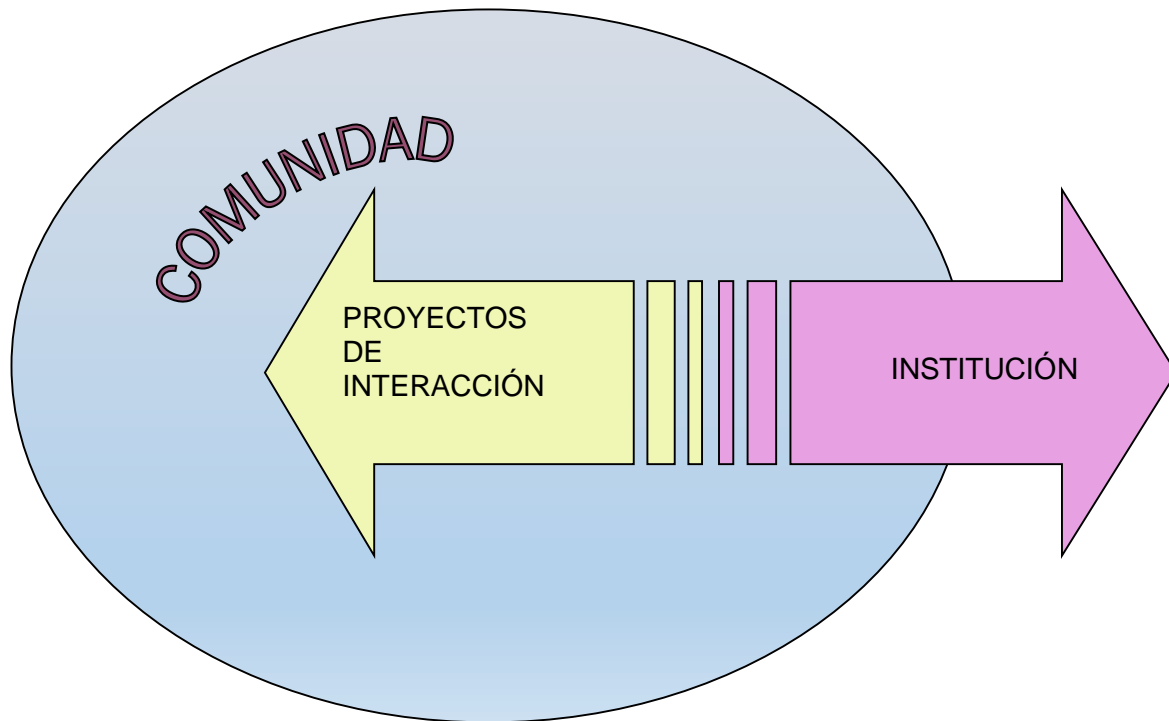 COMUNIDAD
PROYECTOS
DE
INTERACCIÓN
INSTITUCIÓN